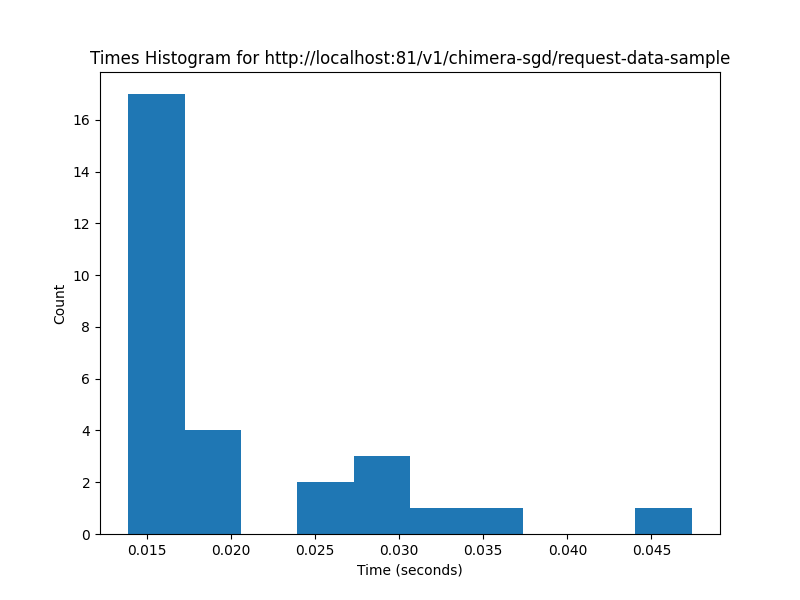 Times Histogram for http://localhost:81/v1/chimera-sgd/request-data-sample
16
14
12
10
8
6
4
2
0
Count
0.015 0.020 0.025 0.030 0.035 0.040 0.045
Time (seconds)